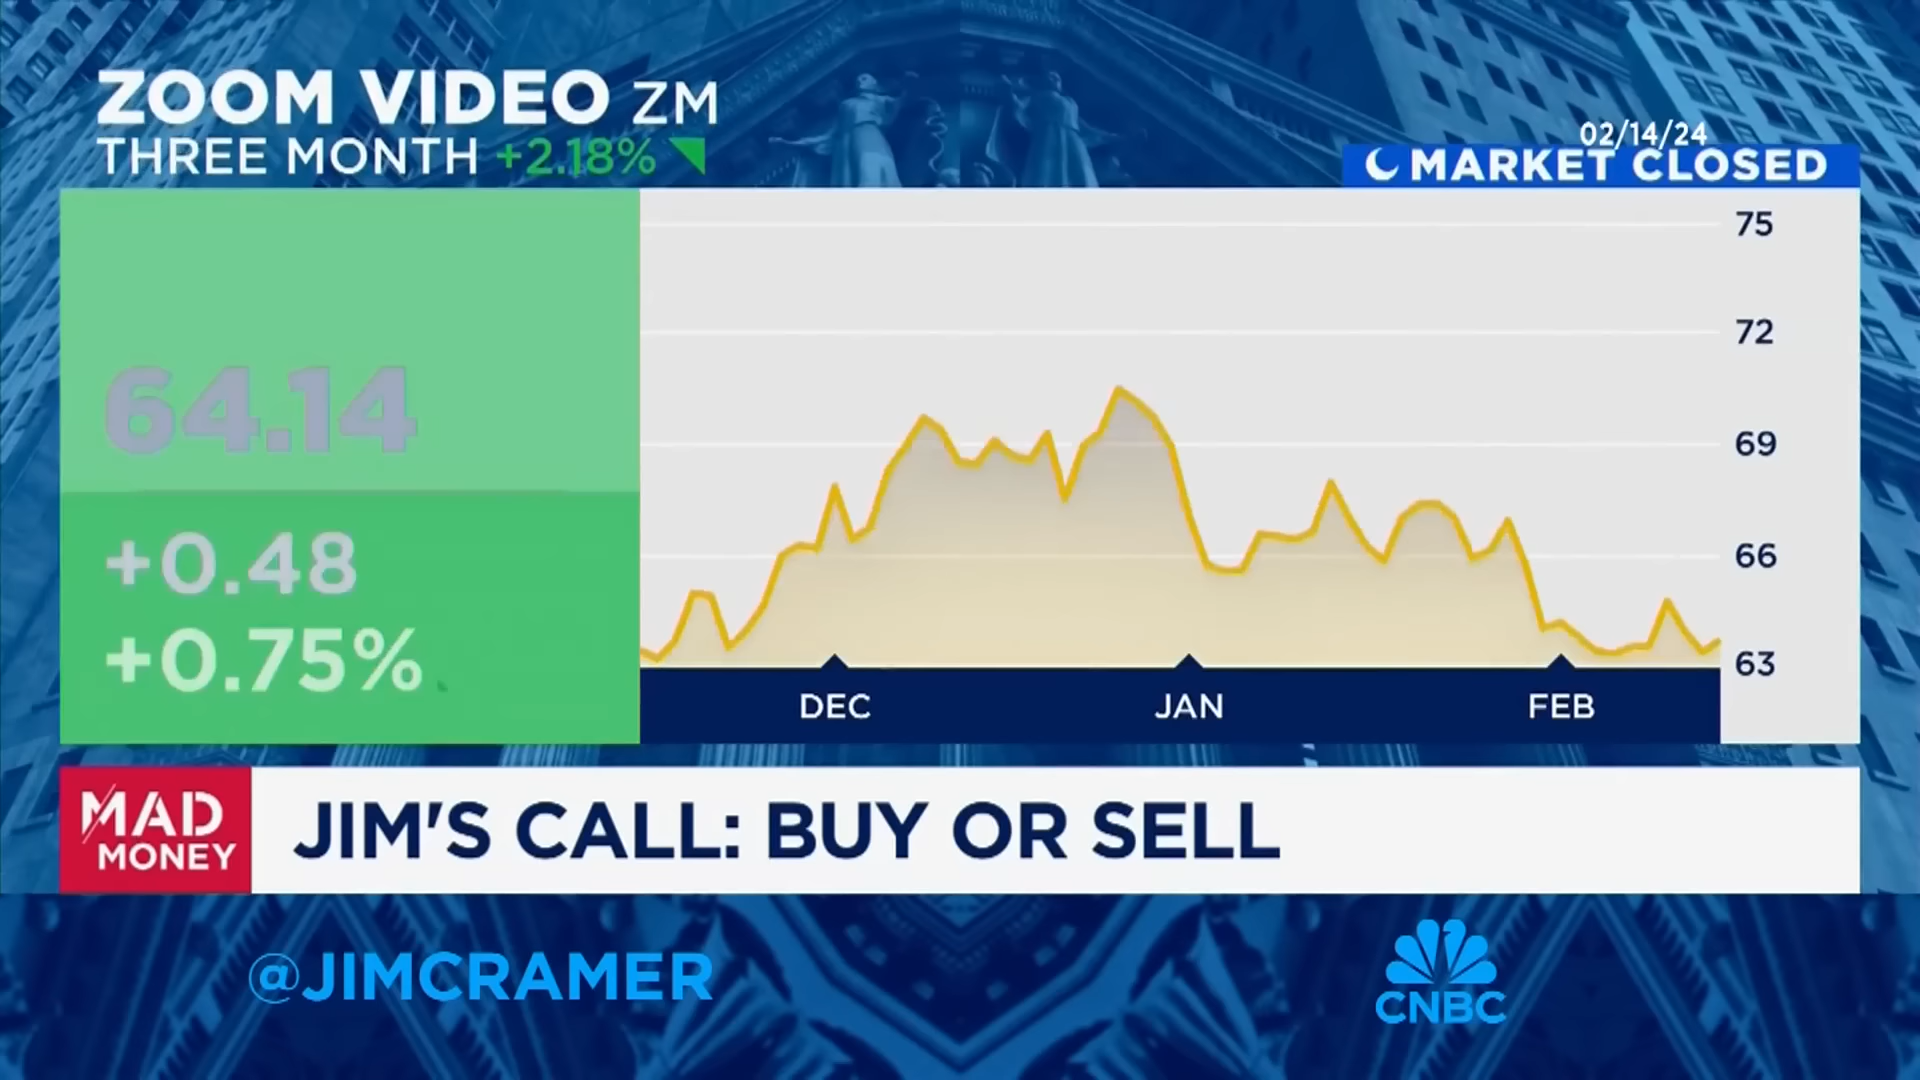 ZOOM VIDEO ZM
THREE MONTH +2.18%
02/14/24
MARKET CLOSED
64.14
+0.48
+0.75%
75
72
69
66
63
DEC JAN FEB
MAD
MONEY
JIM'S CALL: BUY OR SELL
@JIMCRAMER
CNBC